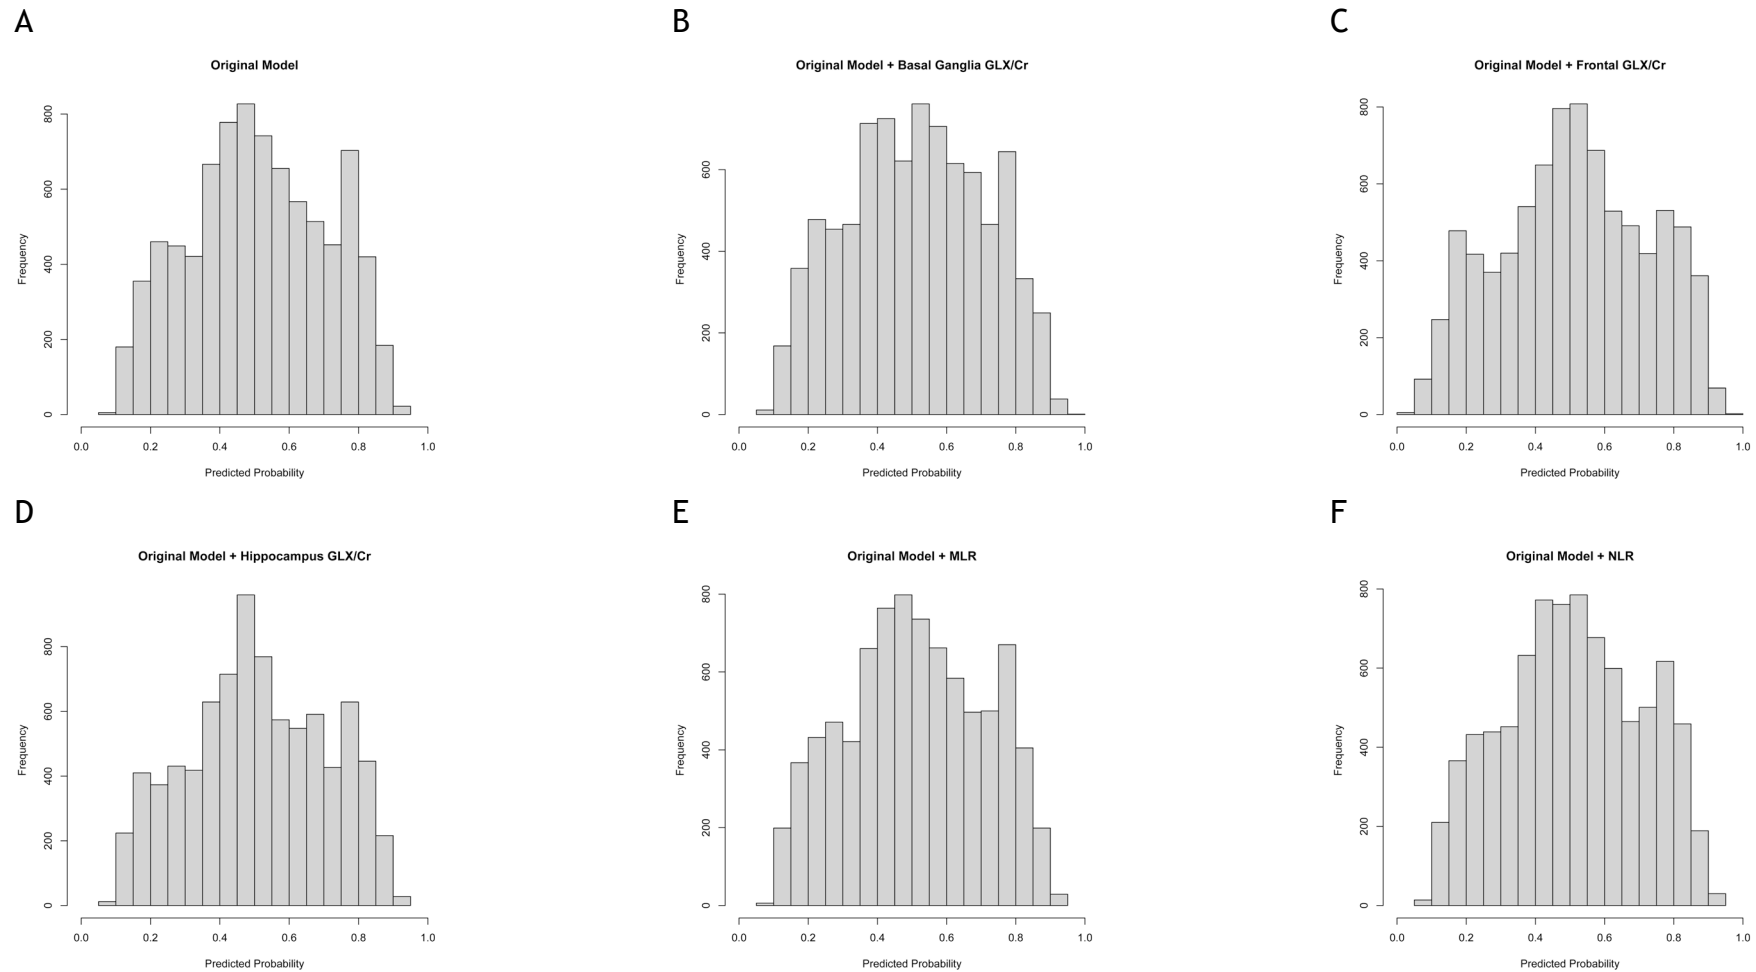 A
B
C
Original Model
Original Model + Basal Ganglia GLX/Cr
Original Model + Frontal GLX/Cr
Frequency
0
200
400
600
800
0.0 0.2 0.4 0.6 0.8 1.0
Predicted Probability
Frequency
0
200
400
600
0.0 0.2 0.4 0.6 0.8 1.0
Predicted Probability
Frequency
0
200
400
600
800
0.0 0.2 0.4 0.6 0.8 1.0
Predicted Probability
D
E
F
Original Model + Hippocampus GLX/Cr
Original Model + MLR
Original Model + NLR
Frequency
0
200
400
600
800
0.0 0.2 0.4 0.6 0.8 1.0
Predicted Probability
Frequency
0
200
400
600
800
0.0 0.2 0.4 0.6 0.8 1.0
Predicted Probability
Frequency
0
200
400
600
800
0.0 0.2 0.4 0.6 0.8 1.0
Predicted Probability